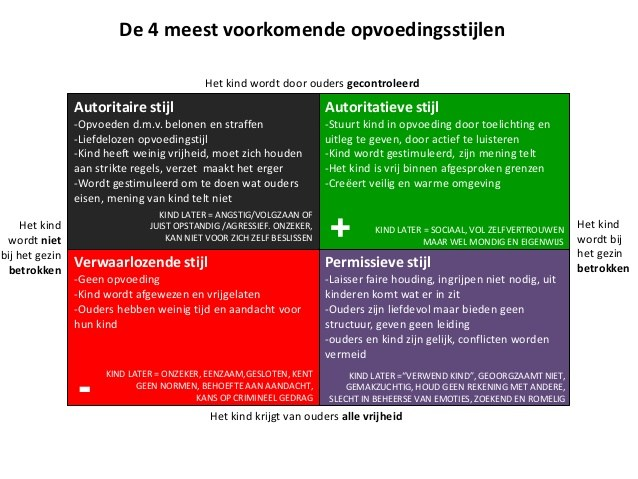 De 4 meest voorkomende opvoedingsstijlen
Het kind wordt door ouders gecontroleerd
Autoritaire stijl
-Opvoeden d.m.v. belonen en straffen
-Liefdelozen opvoedingstijl
-Kind heeft weinig vrijheid, moet zich houden
aan strikte regels, verzet maakt het erger
-Wordt gestimuleerd om te doen wat ouders
eisen, mening van kind telt niet
KIND LATER = ANGSTIG/VOLGZAAN OF
JUIST OPSTANDIG /AGRESSIEF. ONZEKER,
KAN NIET VOOR ZICH ZELF BESLISSEN
Autoritatieve stijl
-Stuurt kind in opvoeding door toelichting en
uitleg te geven, door actief te luisteren
-Kind wordt gestimuleerd, zijn mening telt
-Het kind is vrij binnen afgesproken grenzen
-Creëert veilig en warme omgeving
+
KIND LATER = SOCIAAL, VOL ZELFVERTROUWEN
MAAR WEL MONDIG EN EIGENWIJS
Het kind
wordt niet
bij het gezin
betrokken
Het kind
wordt bij
het gezin
betrokken
Verwaarlozende stijl
-Geen opvoeding
-Kind wordt afgewezen en vrijgelaten
-Ouders hebben weinig tijd en aandacht voor
hun kind
-
KIND LATER = ONZEKER, EENZAAM,GESLOTEN, KENT
GEEN NORMEN, BEHOEFTE AAN AANDACHT,
KANS OP CRIMINEEL GEDRAG
Permissieve stijl
-Laisser faire houding, ingrijpen niet nodig, uit
kinderen komt wat er in zit
-Ouders zijn liefdevol maar bieden geen
structuur, geven geen leiding
-ouders en kind zijn gelijk, conflicten worden
vermeid
KIND LATER ="VERWEND KIND", GEOORGZAAMT NIET,
GEMAKZUCHTIG, HOUD GEEN REKENING MET ANDERE,
SLECHT IN BEHEERSE VAN EMOTIES, ZOEKEND EN ROMELIG
Het kind krijgt van ouders alle vrijheid